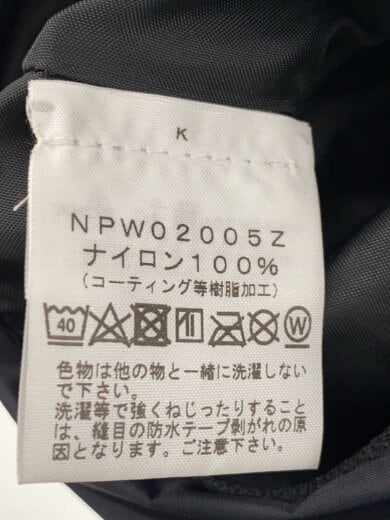 K
NPW02005Z
ナイロン100%
(コーティング等樹脂加工)
40 W
色物は他の物と一緒に洗濯しない
で下さい。
洗濯等で強くねじったりすること
は、縫目の防水テープ剥がれの原
因となります。ご注意下さい。